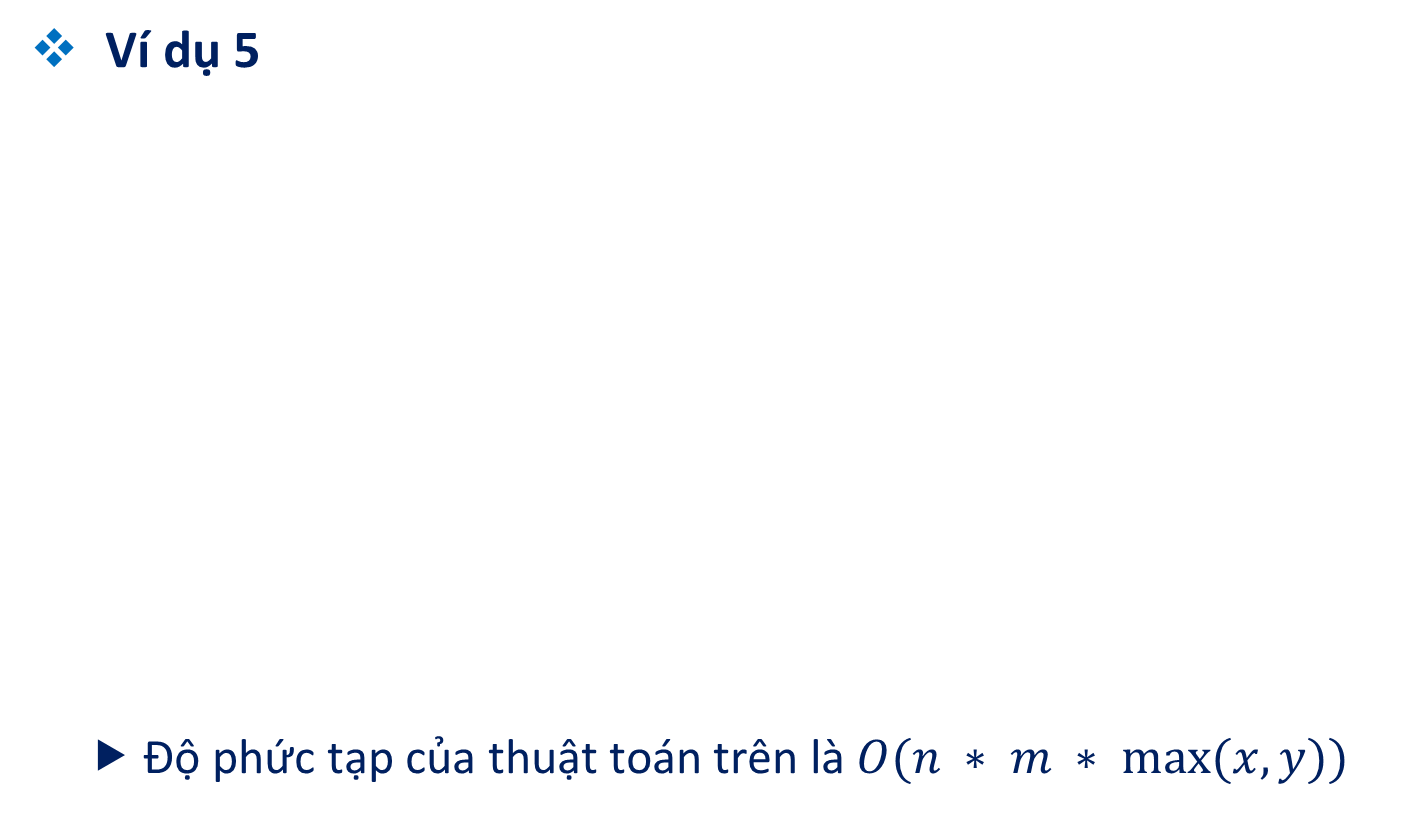 Ví dụ 5
Độ phức tạp của thuật toán trên là O(n * m * max(x, y))